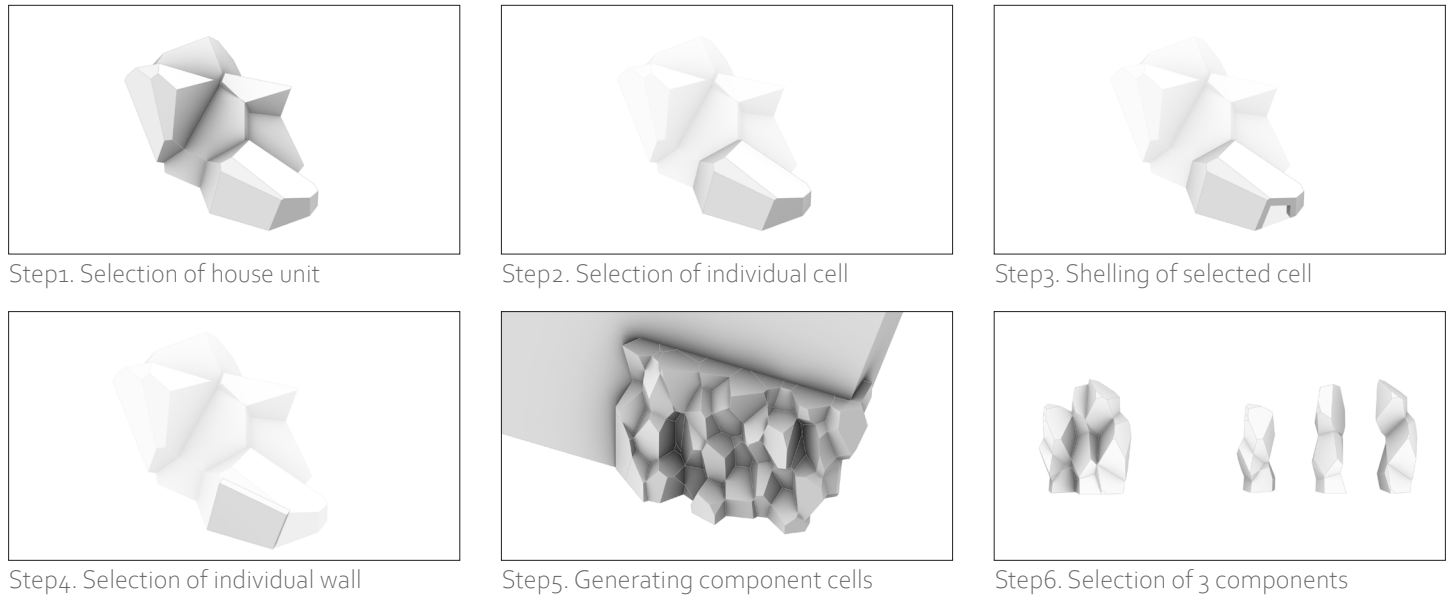 Step1. Selection of house unit
Step2. Selection of individual cell
Step3. Shelling of selected cell
Step4. Selection of individual wall
Step5. Generating component cells
Step6. Selection of 3 components